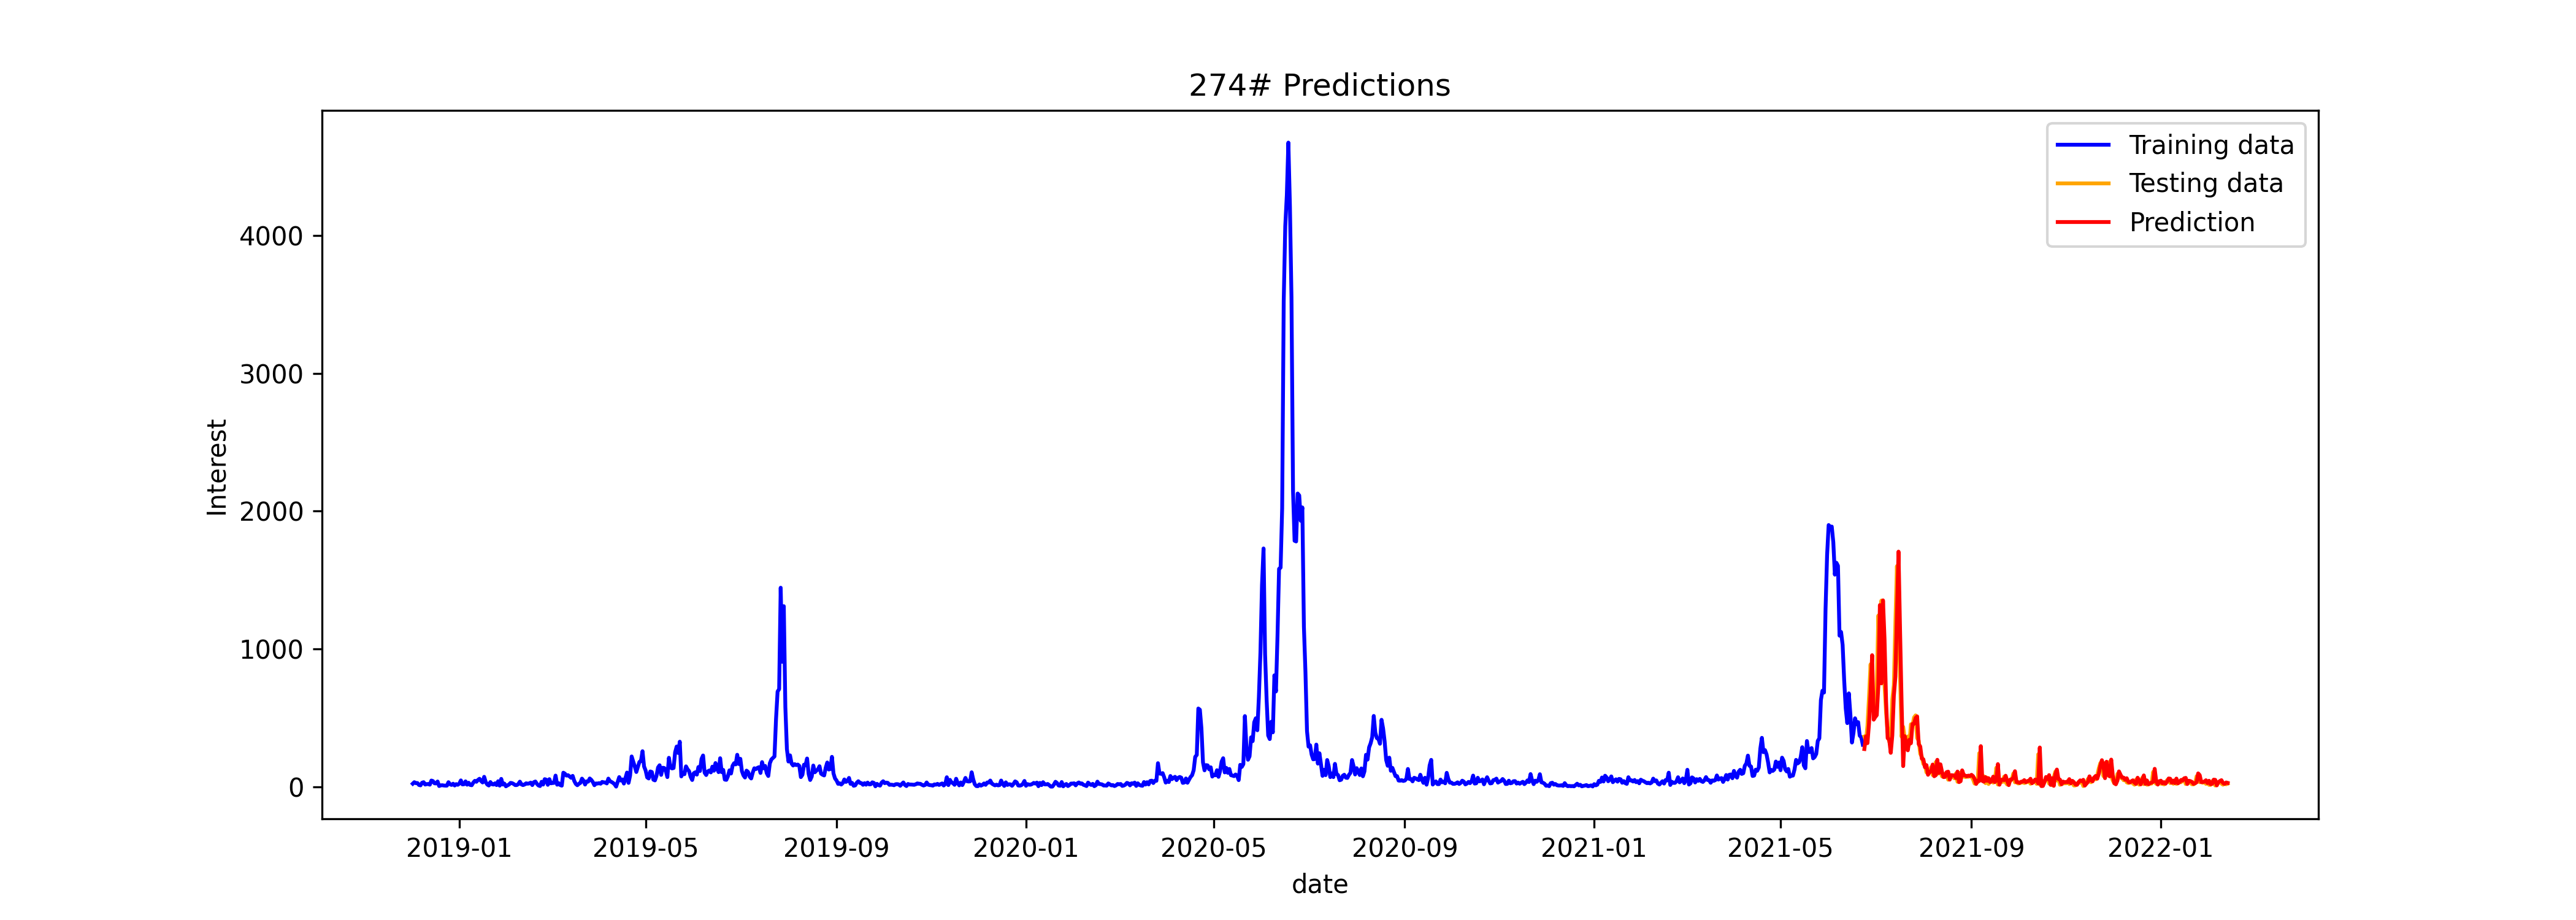 274# Predictions
Training data
Testing data
Prediction
Interest
4000
3000
2000
1000
0
2019-01 2019-05 2019-09 2020-01 2020-05 2020-09 2021-01 2021-05 2021-09 2022-01
date